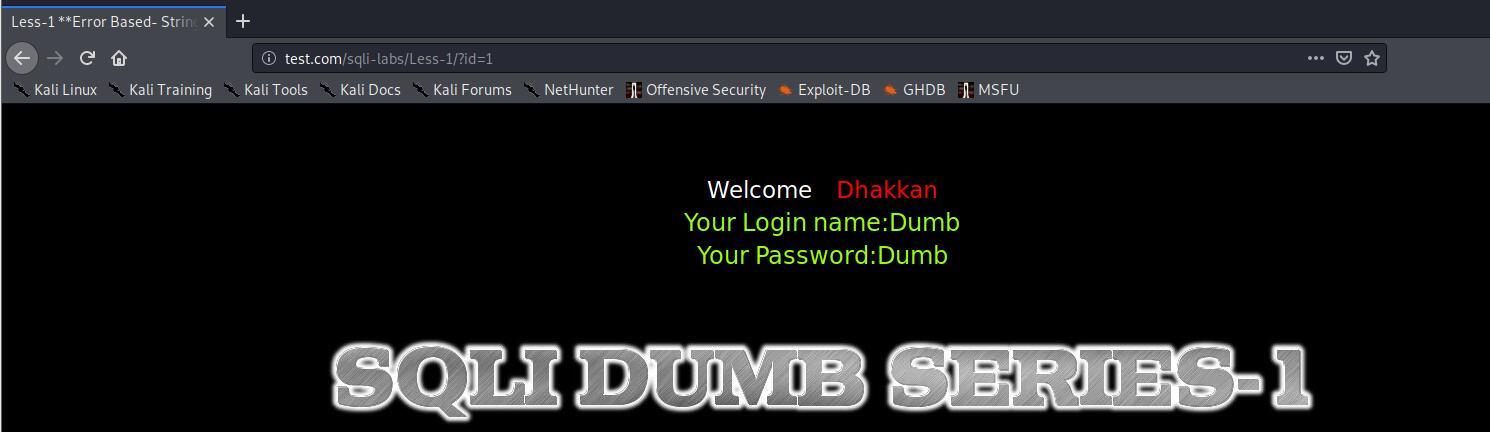 Less-1 **Error Based- Strin
test.com/sqli-labs/Less-1/?id=1
Kali Linux Kali Training Kali Tools Kali Docs Kali Forums NetHunter Offensive Security Exploit-DB GHDB MSFU
Welcome Dhakkan
Your Login name:Dumb
Your Password:Dumb
SQLI DUMB SERIES-1